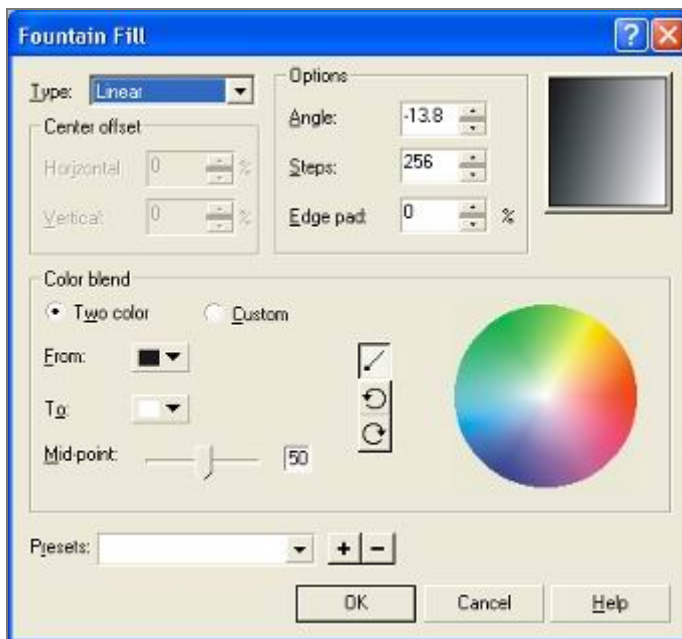 Fountain Fill
Type: Linear
Options
Angle: -13.8
Steps: 256
Edge pad: 0 %
Center offset
Horizontal: 0 %
Vertical: 0 %
Color blend
Two color
Custom
From:
To:
Mid-point: 50
Presets:
OK
Cancel
Help